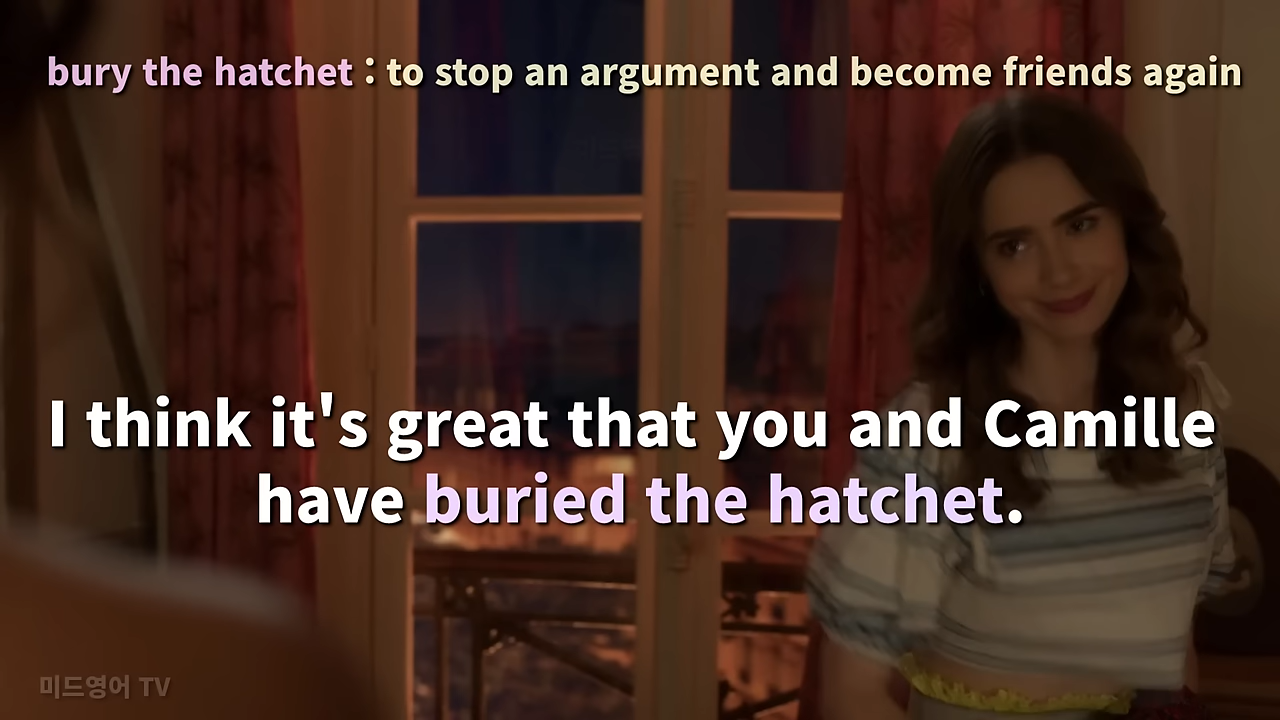 bury the hatchet : to stop an argument and become friends again
I think it's great that you and Camille
have buried the hatchet.
미드영어 TV